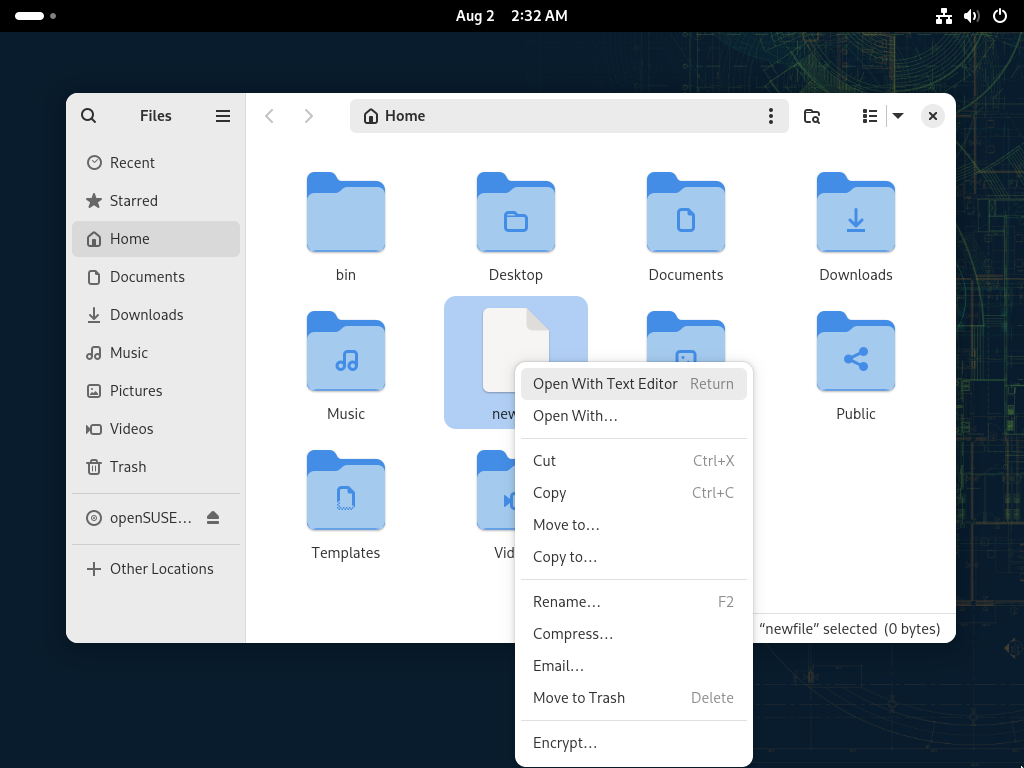 Aug 2 2:32 AM
Files
Home
Recent
Starred
Home
Documents
Downloads
Music
Pictures
Videos
Trash
openSUSE…
Other Locations
bin
Desktop
Documents
Downloads
Music
new
Public
Templates
Vid
Open With Text Editor Return
Open With…
Cut Ctrl+X
Copy Ctrl+C
Move to…
Copy to…
Rename… F2
Compress…
Email…
Move to Trash Delete
Encrypt…
“newfile” selected (0 bytes)